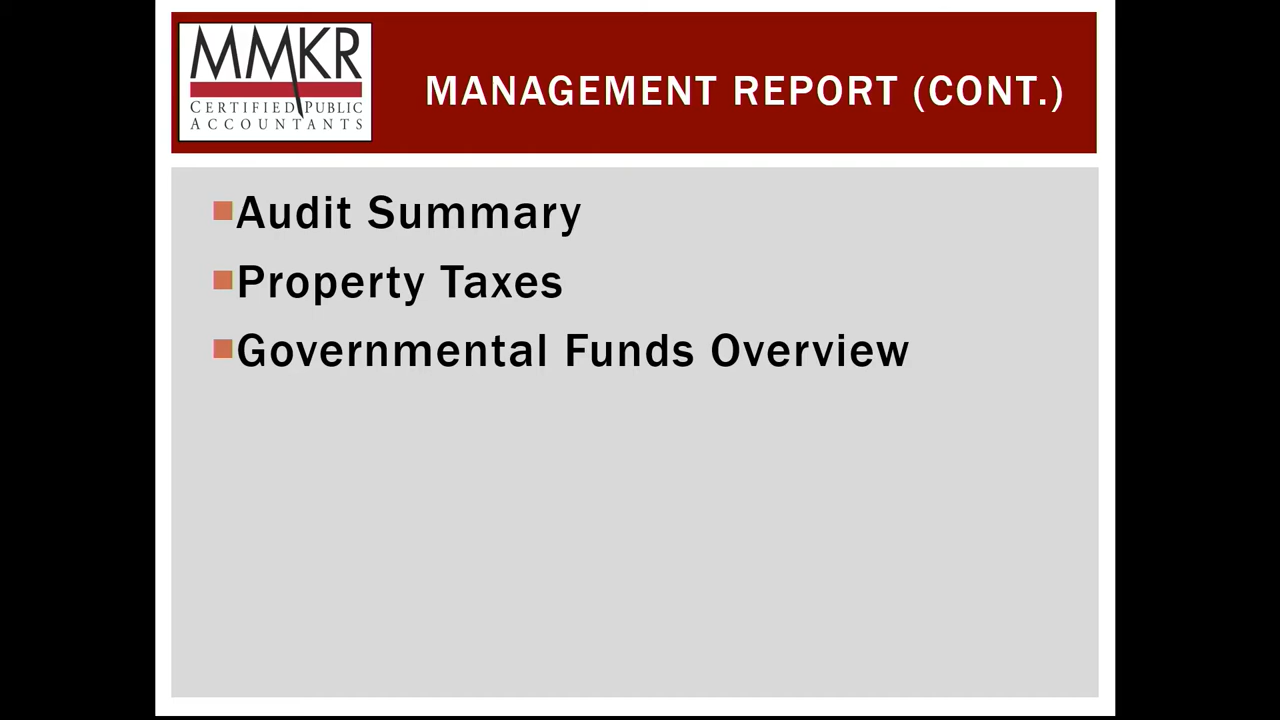 MMKR
CERTIFIED PUBLIC
ACCOUNTANTS
MANAGEMENT REPORT (CONT.)
Audit Summary
Property Taxes
Governmental Funds Overview